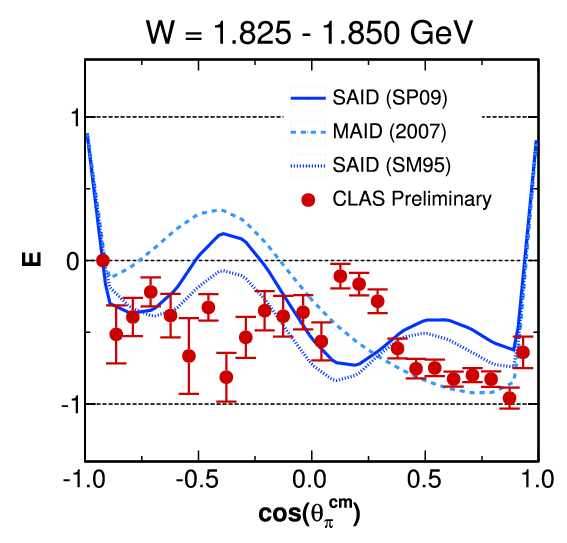 W = 1.825 - 1.850 GeV
SAID (SP09)
MAID (2007)
SAID (SM95)
CLAS Preliminary
1
0
-1
E
-1.0 -0.5 0.0 0.5 1.0
cos(θπcm)